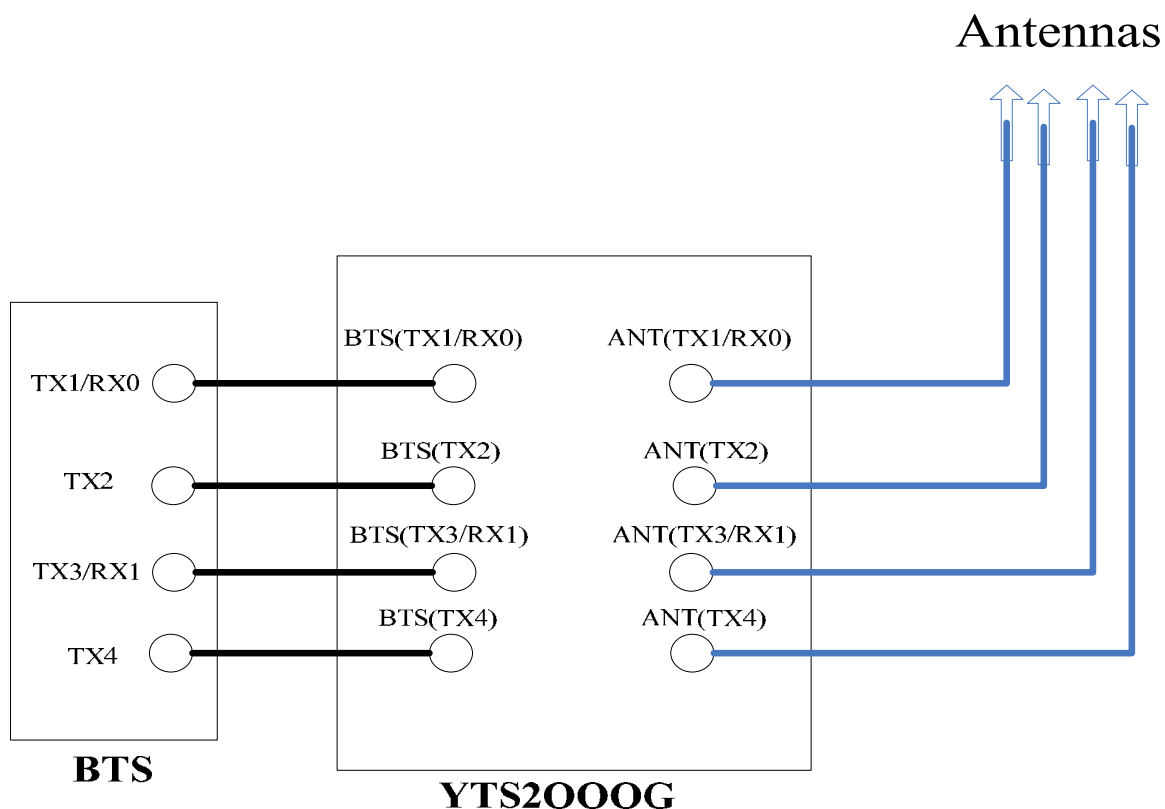 Antennas
BTS(TX1/RX0)
ANT(TX1/RX0)
TX1/RX0
BTS(TX2)
ANT(TX2)
TX2
BTS(TX3/RX1)
ANT(TX3/RX1)
TX3/RX1
BTS(TX4)
ANT(TX4)
TX4
BTS
YTS2OOOG